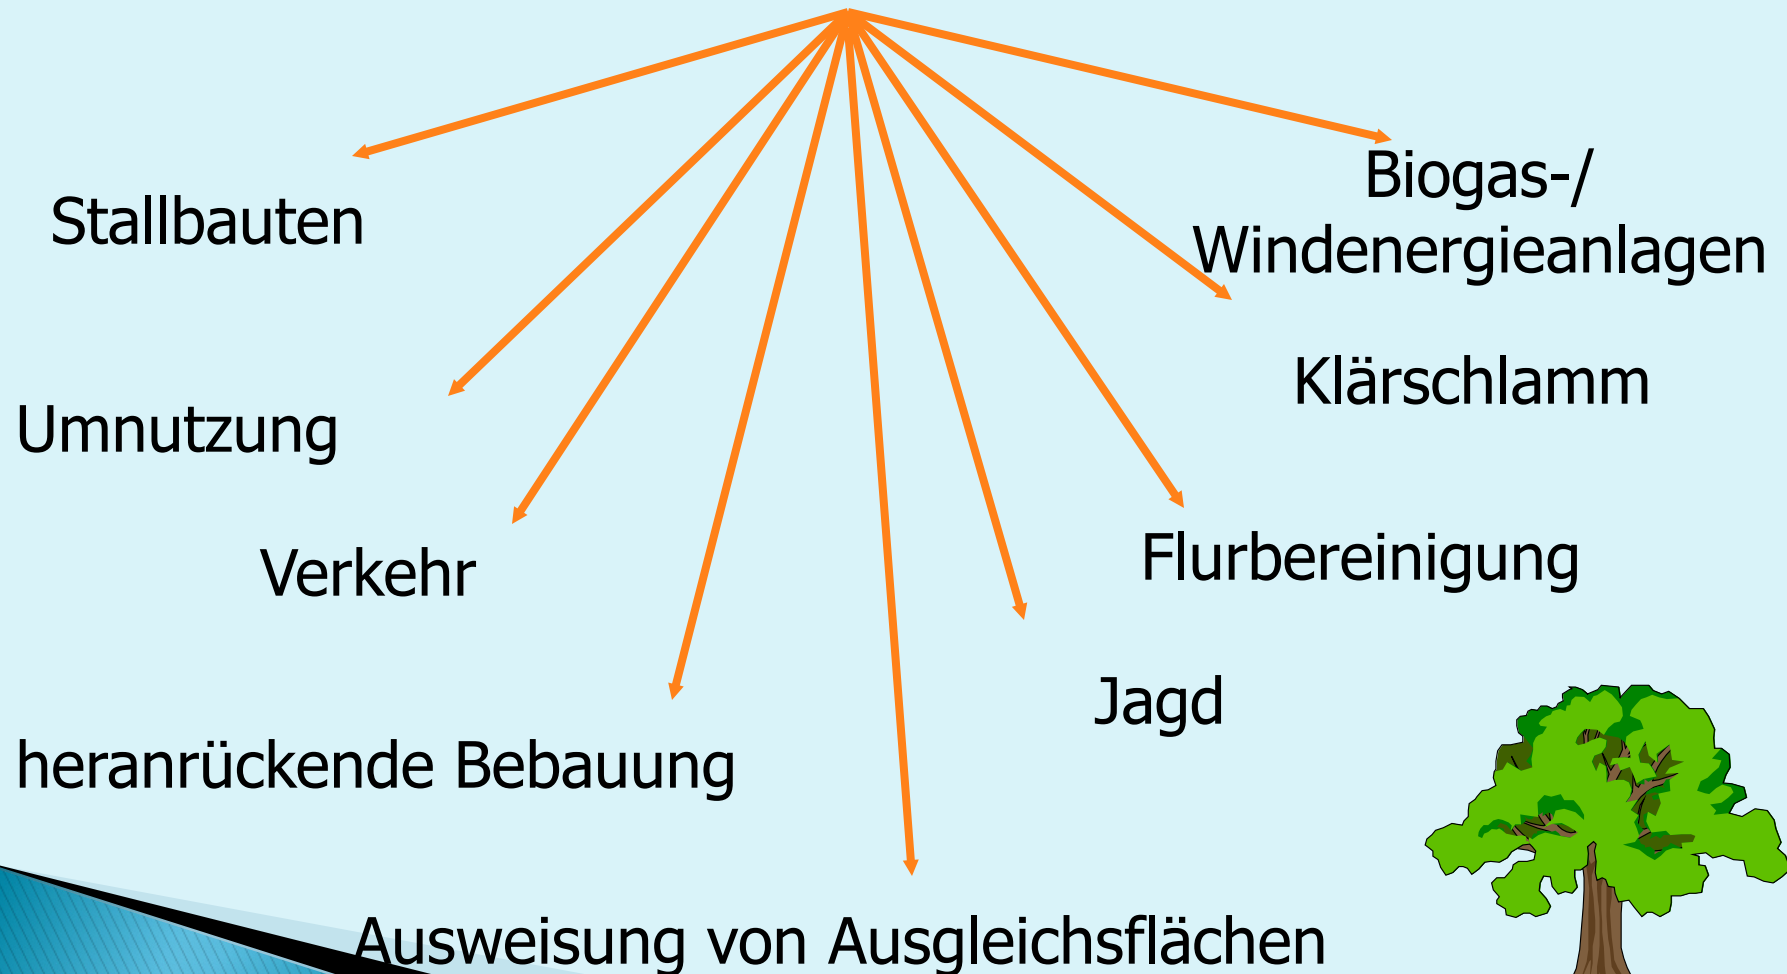 Biogas-/
Stallbauten
Windenergieanlagen
Klärschlamm
Umnutzung
Flurbereinigung
Verkehr
Jagd
heranrückende Bebauung
Ausweisung von Ausgleichsflächen